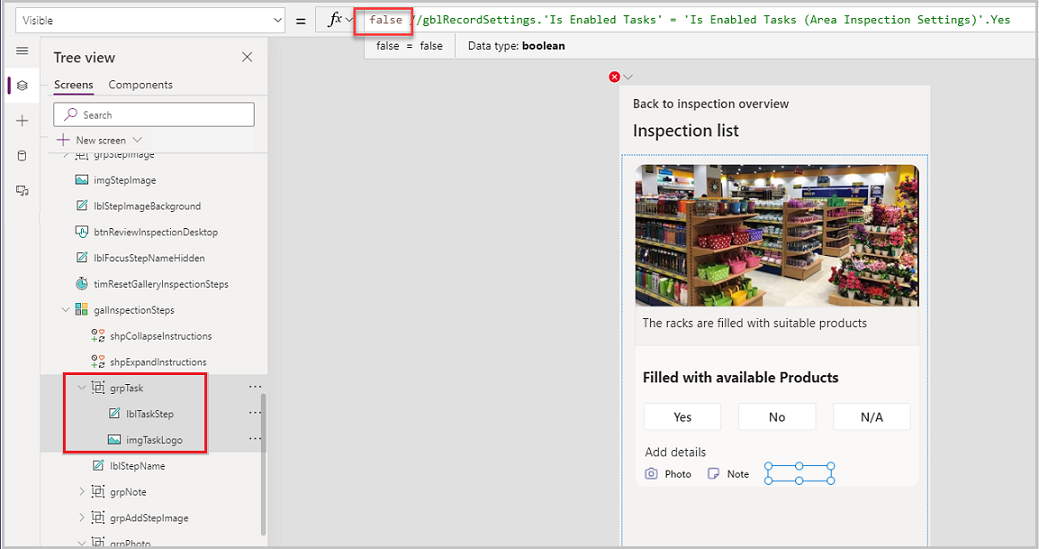 Visible
= fx false //gblRecordSettings.'Is Enabled Tasks' = 'Is Enabled Tasks (Area Inspection Settings)'.Yes
false = false
Data type: boolean
Tree view
Screens
Components
Search
New screen
grpStepImage
imgStepImage
lblStepImageBackground
btnReviewInspectionDesktop
lblFocusStepNameHidden
timResetGalleryInspectionSteps
galInspectionSteps
shpCollapseInstructions
shpExpandInstructions
grpTask
lblTaskStep
imgTaskLogo
lblStepName
grpNote
grpAddStepImage
grpPhoto
Back to inspection overview
Inspection list
The racks are filled with suitable products
Filled with available Products
Yes
No
N/A
Add details
Photo
Note